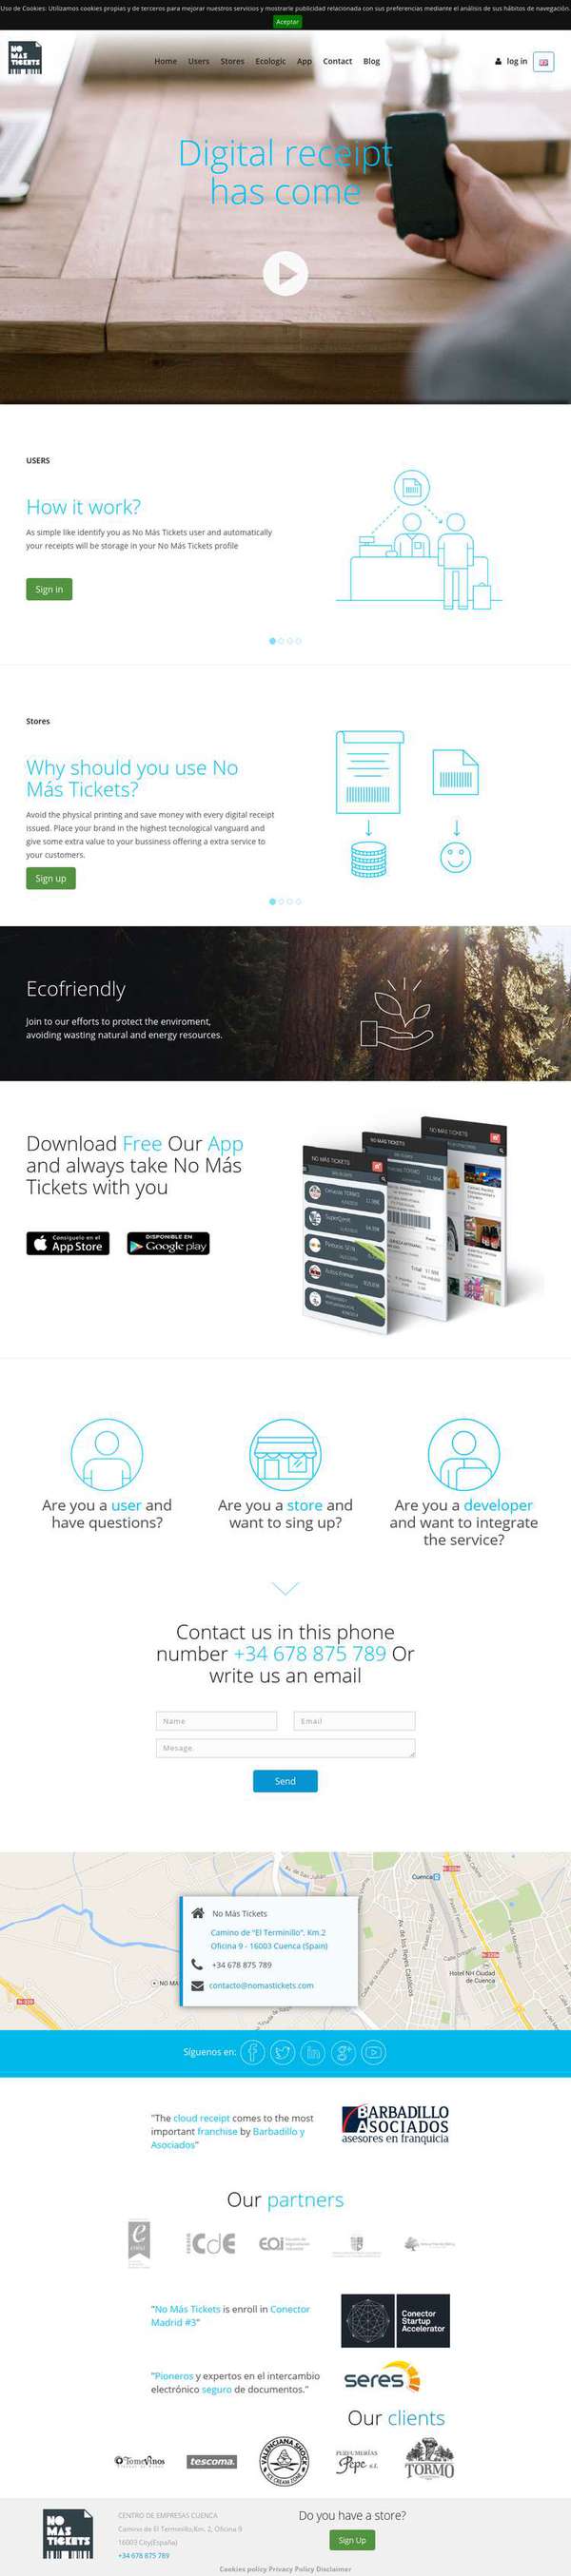 Uso de Cookies: Utilizamos cookies propias y de terceros para mejorar nuestros servicios y mostrarle publicidad relacionada con sus preferencias mediante el análisis de sus hábitos de navegación.
Aceptar
NO MÁS TICKETS
Home Users Stores Ecologic App Contact Blog
log in
Digital receipt
has come
USERS
How it work?
As simple like identify you as No Más Tickets user and automatically
your receipts will be storage in your No Más Tickets profile
Sign in
Stores
Why should you use No
Más Tickets?
Avoid the physical printing and save money with every digital receipt
issued. Place your brand in the highest tecnological vanguard and
give some extra value to your bussiness offering a extra service to
your customers.
Sign up
Ecofriendly
Join to our efforts to protect the enviroment,
avoiding wasting natural and energy resources.
Download Free Our App
and always take No Más
Tickets with you
Consíguelo en el
App Store
DISPONIBLE EN
Google play
NO MÁS TICKETS
NO MÁS TICKETS
NO MÁS TICKETS
Are you a user and
have questions?
Are you a store and
want to sing up?
Are you a developer
and want to integrate
the service?
Contact us in this phone
number +34 678 875 789 Or
write us an email
Name
Email
Mesage.
Send
Cuenca
Av. de los Reyes Católicos
Hotel NH Ciudad
de Cuenca
No Más Tickets
Camino de "El Terminillo", Km.2
Oficina 9 - 16003 Cuenca (Spain)
+34 678 875 789
contacto@nomastickets.com
Síguenos en:
"The cloud receipt comes to the most
important franchise by Barbadillo y
Asociados"
BARBADILLO
ASOCIADOS
asesores en franquicia
Our partners
CdE
eoi
"No Más Tickets is enroll in Conector
Madrid #3"
Conector
Startup
Accelerator
"Pioneros y expertos en el intercambio
electrónico seguro de documentos."
seres
Our clients
TomeVinos
tescoma.
VALENCIANA SHOCK
ICE CREAM ZONE
PERFUMERÍAS
Pepe s.l.
TORMO
NO MÁS TICKETS
CENTRO DE EMPRESAS CUENCA
Camino de El Terminillo,Km. 2, Oficina 9
16003 City(España)
+34 678 875 789
Do you have a store?
Sign Up
Cookies policy Privacy Policy Disclaimer